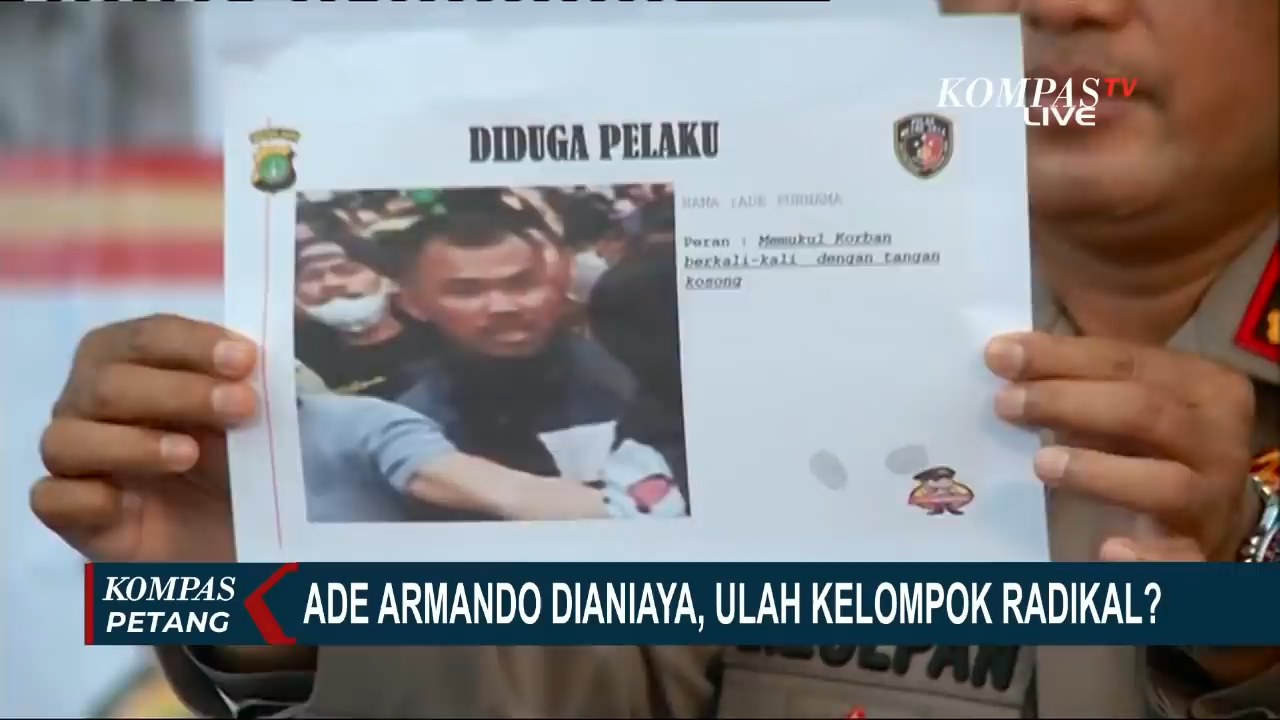 KOMPAS TV
LIVE
DIDUGA PELAKU
NAMA :ADE PURNAMA
Peran : Memukul Korban
berkali-kali dengan tangan
kosong
KOMPAS
PETANG
ADE ARMANDO DIANIAYA, ULAH KELOMPOK RADIKAL?